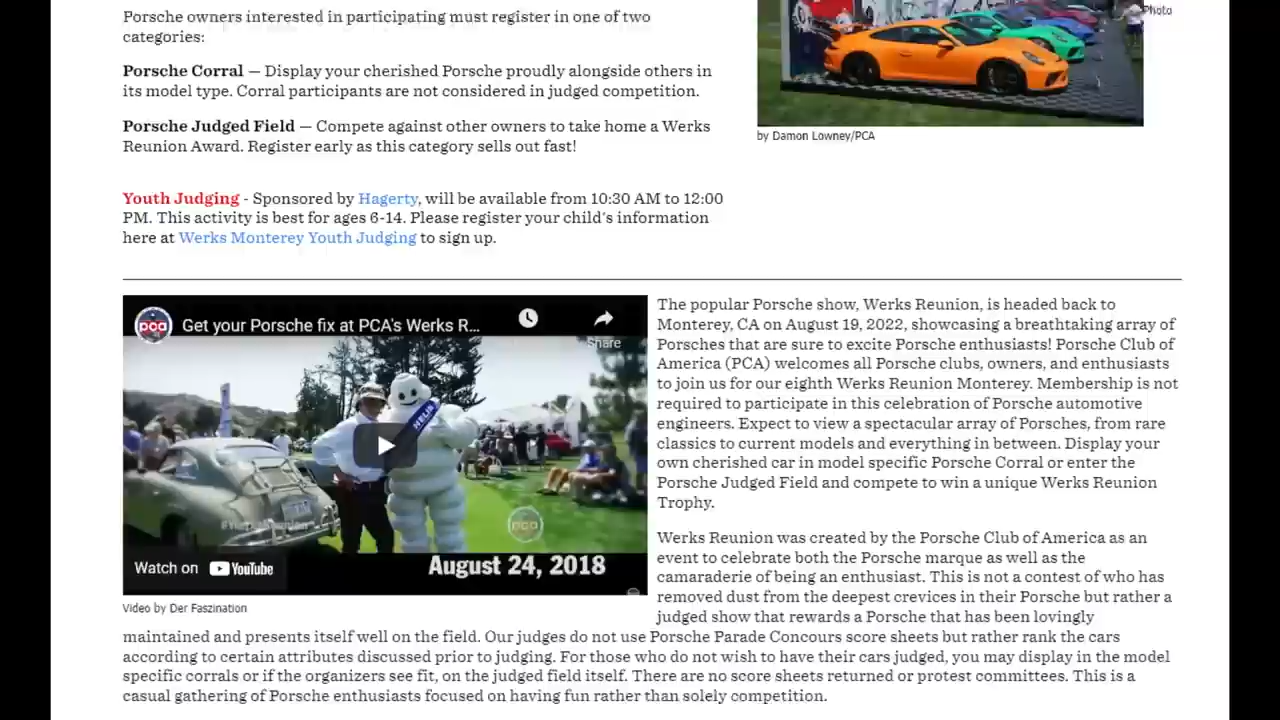 Porsche owners interested in participating must register in one of two
categories:
Porsche Corral — Display your cherished Porsche proudly alongside others in
its model type. Corral participants are not considered in judged competition.
Porsche Judged Field — Compete against other owners to take home a Werks
Reunion Award. Register early as this category sells out fast!
Photo
by Damon Lowney/PCA
Youth Judging - Sponsored by Hagerty, will be available from 10:30 AM to 12:00
PM. This activity is best for ages 6-14. Please register your child's information
here at Werks Monterey Youth Judging to sign up.
pca
Get your Porsche fix at PCA's Werks R...
Share
HELIN
pca
August 24, 2018
Watch on YouTube
Video by Der Faszination
The popular Porsche show, Werks Reunion, is headed back to
Monterey, CA on August 19, 2022, showcasing a breathtaking array of
Porsches that are sure to excite Porsche enthusiasts! Porsche Club of
America (PCA) welcomes all Porsche clubs, owners, and enthusiasts
to join us for our eighth Werks Reunion Monterey. Membership is not
required to participate in this celebration of Porsche automotive
engineers. Expect to view a spectacular array of Porsches, from rare
classics to current models and everything in between. Display your
own cherished car in model specific Porsche Corral or enter the
Porsche Judged Field and compete to win a unique Werks Reunion
Trophy.
Werks Reunion was created by the Porsche Club of America as an
event to celebrate both the Porsche marque as well as the
camaraderie of being an enthusiast. This is not a contest of who has
removed dust from the deepest crevices in their Porsche but rather a
judged show that rewards a Porsche that has been lovingly
maintained and presents itself well on the field. Our judges do not use Porsche Parade Concours score sheets but rather rank the cars
according to certain attributes discussed prior to judging. For those who do not wish to have their cars judged, you may display in the model
specific corrals or if the organizers see fit, on the judged field itself. There are no score sheets returned or protest committees. This is a
casual gathering of Porsche enthusiasts focused on having fun rather than solely competition.